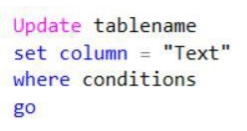 Update tablename
set column = "Text"
where conditions
go